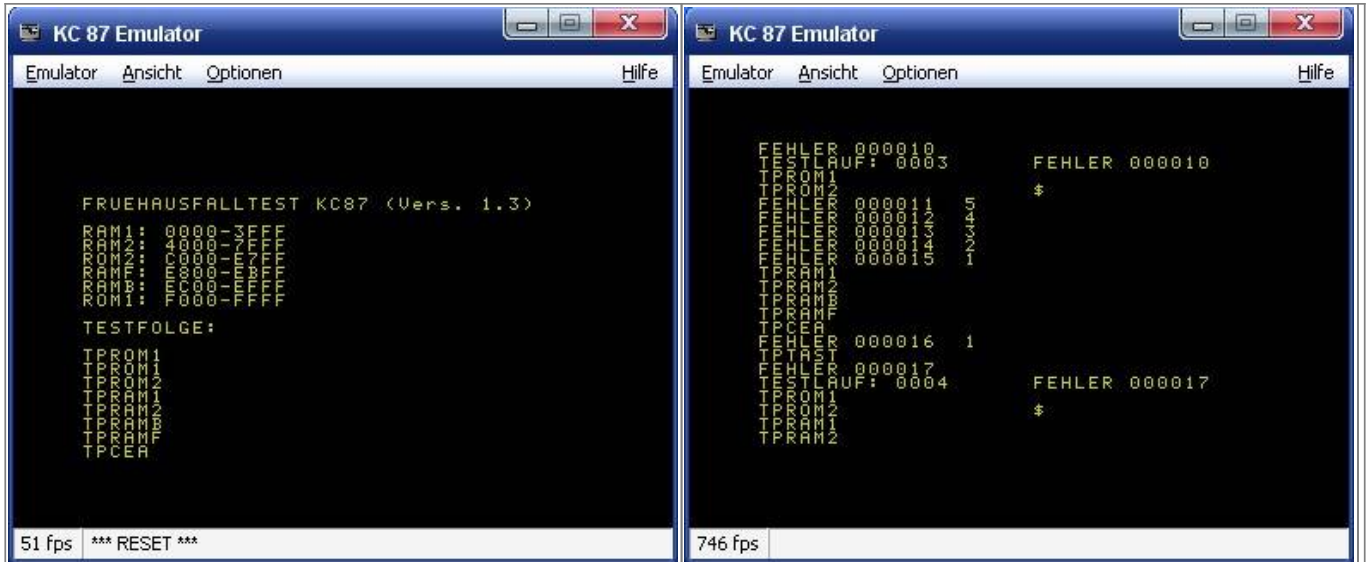 KC 87 Emulator
Emulator Ansicht Optionen Hilfe
FRUEHAUSFALLTEST KC87 (Vers. 1.3)
RAM1: 0000-3FFF
RAM2: 4000-7FFF
ROM2: C000-E7FF
RAMF: E800-EBFF
RAMB: EC00-EFFF
ROM1: F000-FFFF
TESTFOLGE:
TPROM1
TPROM1
TPROM2
TPRAM1
TPRAM2
TPRAMB
TPRAMF
TPCEA
51 fps *** RESET ***
KC 87 Emulator
Emulator Ansicht Optionen Hilfe
FEHLER 000010
TESTLAUF: 0003 FEHLER 000010
TPROM1
TPROM2 $
FEHLER 000011 5
FEHLER 000012 4
FEHLER 000013 3
FEHLER 000014 2
FEHLER 000015 1
TPRAM1
TPRAM2
TPRAMB
TPRAMF
TPCEA
FEHLER 000016 1
TPTAST
FEHLER 000017
TESTLAUF: 0004 FEHLER 000017
TPROM1
TPROM2 $
TPRAM1
TPRAM2
746 fps